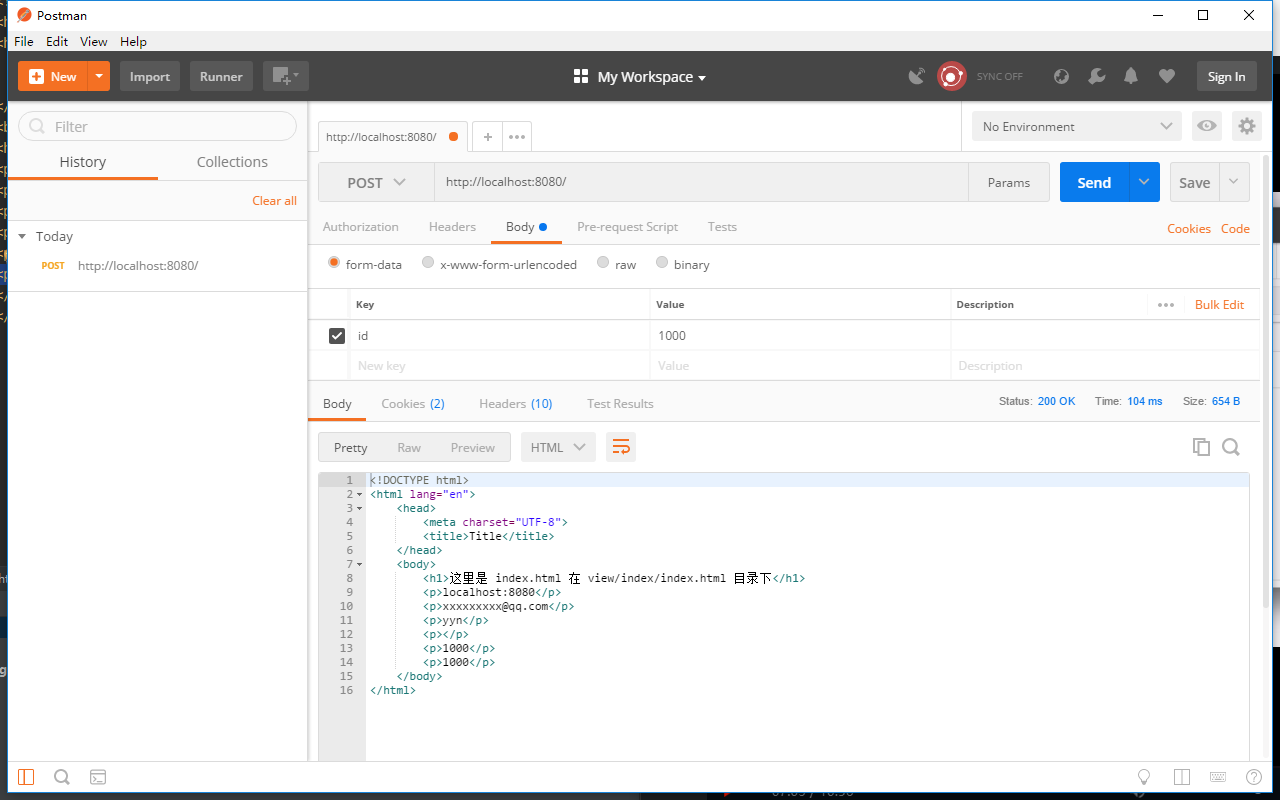 Postman
File Edit View Help
New Import Runner My Workspace SYNC OFF Sign In
Filter
History Collections
Clear all
Today
POST http://localhost:8080/
http://localhost:8080/ No Environment
POST http://localhost:8080/ Params Send Save
Authorization Headers Body Pre-request Script Tests Cookies Code
form-data x-www-form-urlencoded raw binary
Key Value Description Bulk Edit
id 1000
New key Value Description
Body Cookies (2) Headers (10) Test Results Status: 200 OK Time: 104 ms Size: 654 B
Pretty Raw Preview HTML
1 <!DOCTYPE html>
2 <html lang="en">
3 <head>
4 <meta charset="UTF-8">
5 <title>Title</title>
6 </head>
7 <body>
8 <h1>这里是 index.html 在 view/index/index.html 目录下</h1>
9 <p>localhost:8080</p>
10 <p>xxxxxxxxx@qq.com</p>
11 <p>yyn</p>
12 <p></p>
13 <p>1000</p>
14 <p>1000</p>
15 </body>
16 </html>